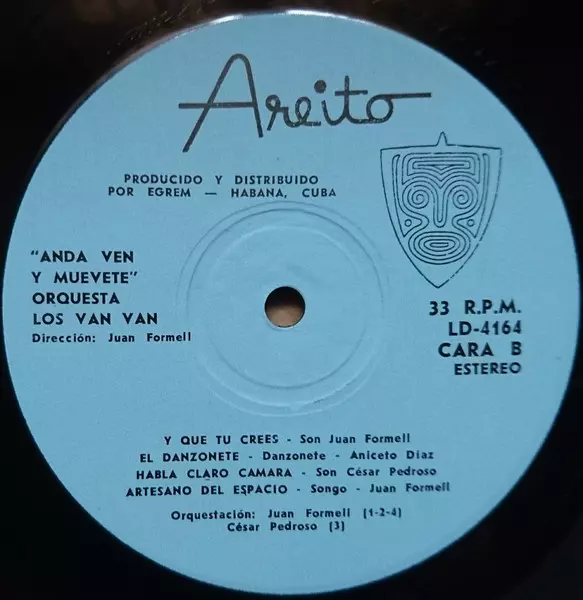 Areito
PRODUCIDO Y DISTRIBUIDO
POR EGREM — HABANA, CUBA
"ANDA VEN
Y MUEVETE"
ORQUESTA
LOS VAN VAN
Dirección: Juan Formell
33 R.P.M.
LD-4164
CARA B
ESTEREO
Y QUE TU CREES - Son Juan Formell
EL DANZONETE - Danzonete - Aniceto Díaz
HABLA CLARO CAMARA - Son César Pedroso
ARTESANO DEL ESPACIO - Songo - Juan Formell
Orquestación: Juan Formell [1-2-4]
César Pedroso [3]